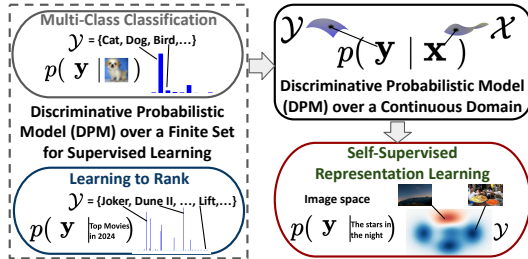 Multi-Class Classification
𝒴 = {Cat, Dog, Bird,...}
p( y | )
Discriminative Probabilistic
Model (DPM) over a Finite Set
for Supervised Learning
Learning to Rank
𝒴 = {Joker, Dune II, ..., Lift,...}
p( y | Top Movies in 2024 )
𝒴 p( y | x ) 𝒳
Discriminative Probabilistic Model
(DPM) over a Continuous Domain
Self-Supervised
Representation Learning
Image space
p( y | The stars in the night ) 𝒴